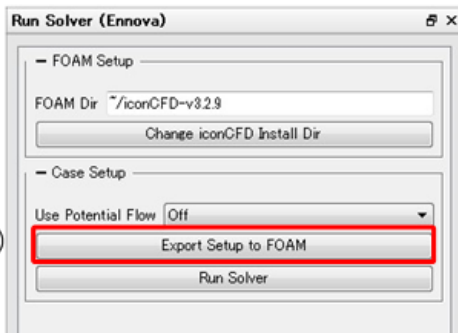 Run Solver (Ennova)
FOAM Setup
FOAM Dir ~/iconCFD-v3.2.9
Change iconCFD Install Dir
Case Setup
Use Potential Flow Off
Export Setup to FOAM
Run Solver